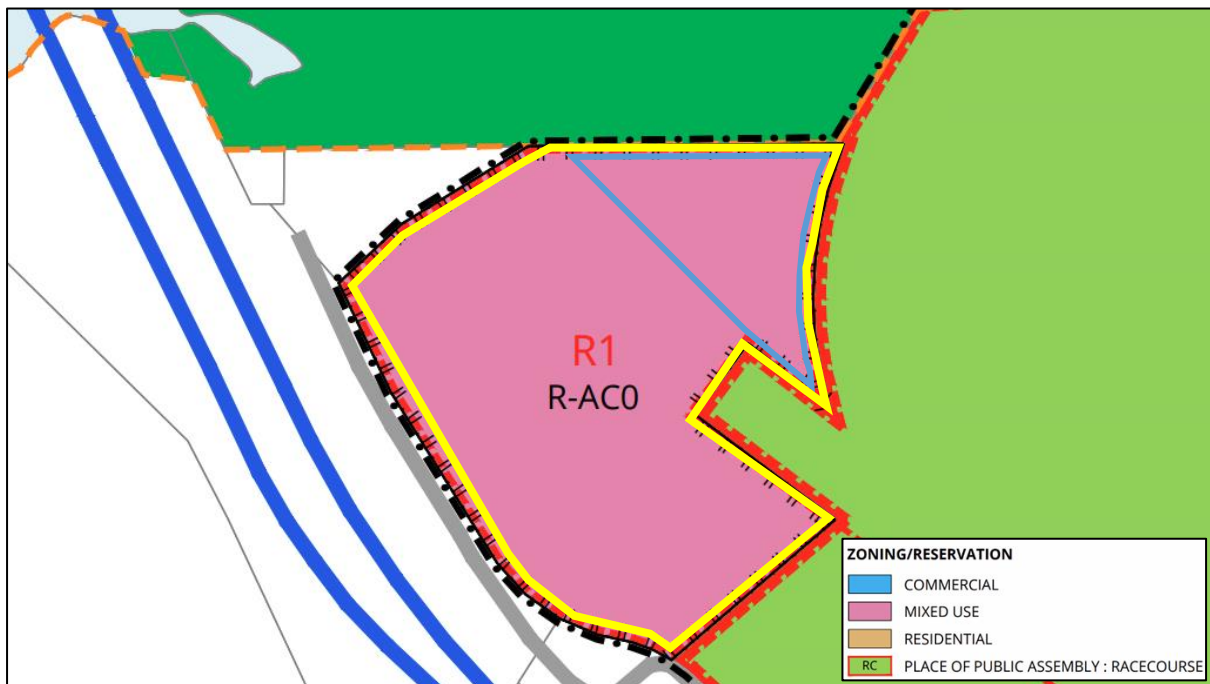 R1
R-AC0
ZONING/RESERVATION
COMMERCIAL
MIXED USE
RESIDENTIAL
RC PLACE OF PUBLIC ASSEMBLY : RACECOURSE